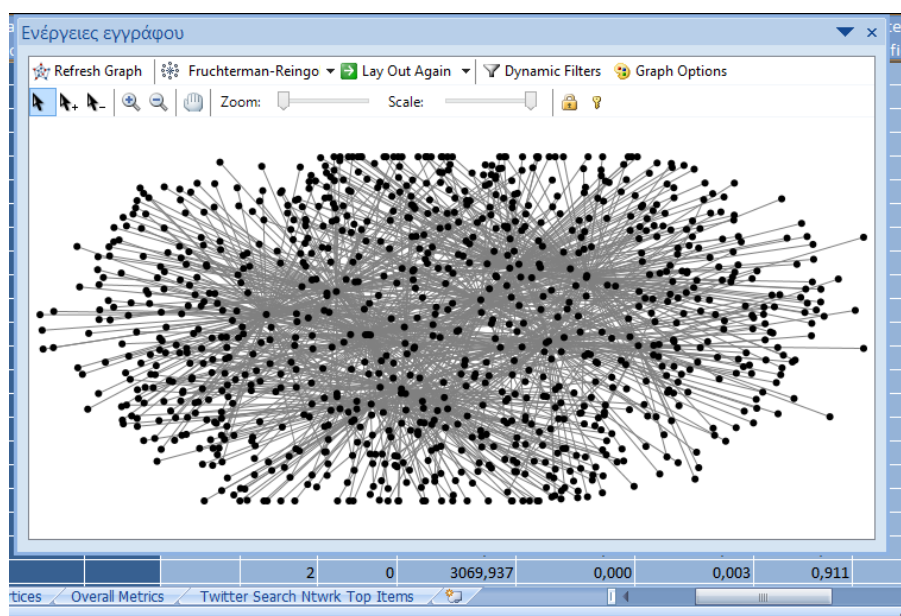 Ενέργειες εγγράφου
Refresh Graph Fruchterman-Reingo Lay Out Again Dynamic Filters Graph Options
Zoom: Scale:
2 0 3069,937 0,000 0,003 0,911
rtices Overall Metrics Twitter Search Ntwrk Top Items